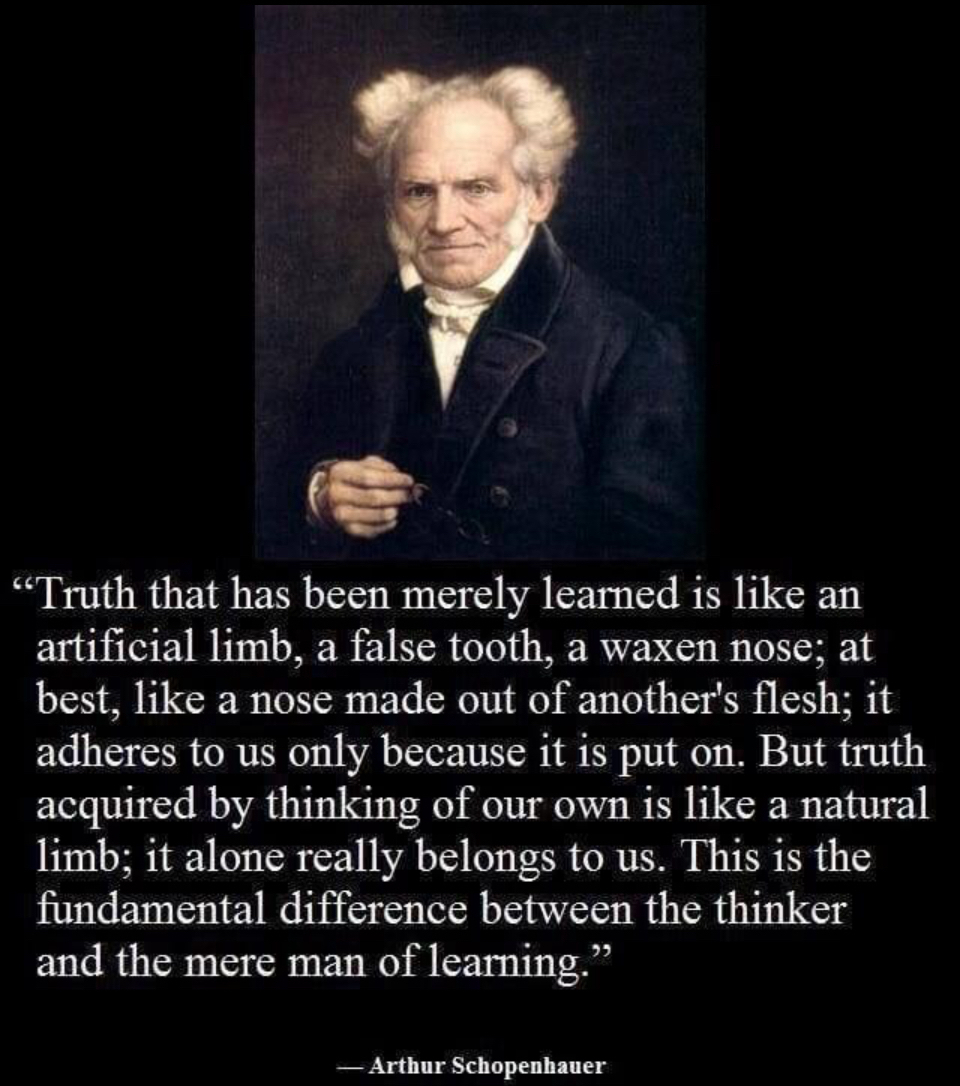 “Truth that has been merely learned is like an
artificial limb, a false tooth, a waxen nose; at
best, like a nose made out of another's flesh; it
adheres to us only because it is put on. But truth
acquired by thinking of our own is like a natural
limb; it alone really belongs to us. This is the
fundamental difference between the thinker
and the mere man of learning.”
— Arthur Schopenhauer